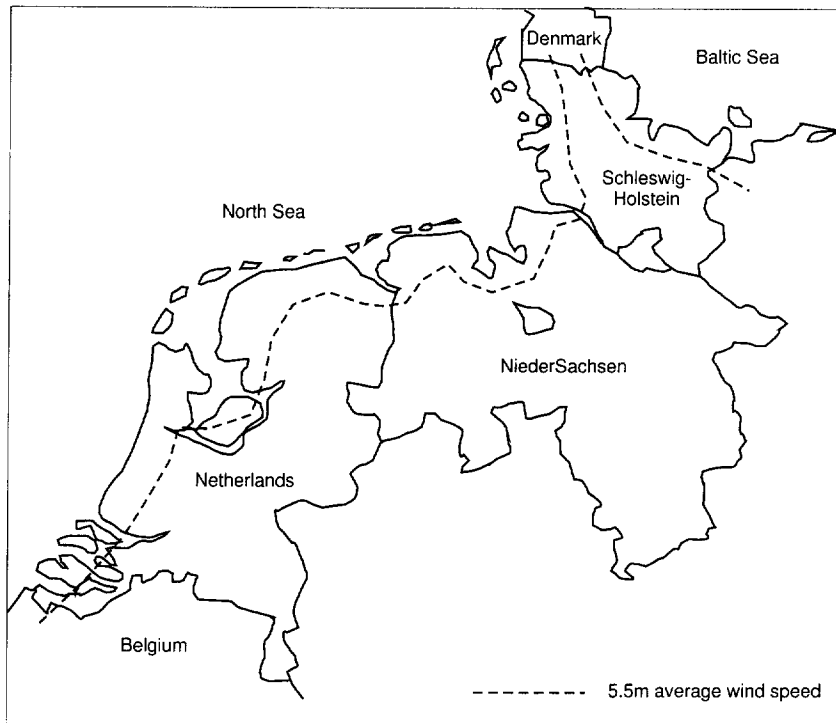 Denmark
Baltic Sea
Schleswig-
Holstein
North Sea
NiederSachsen
Netherlands
Belgium
5.5m average wind speed